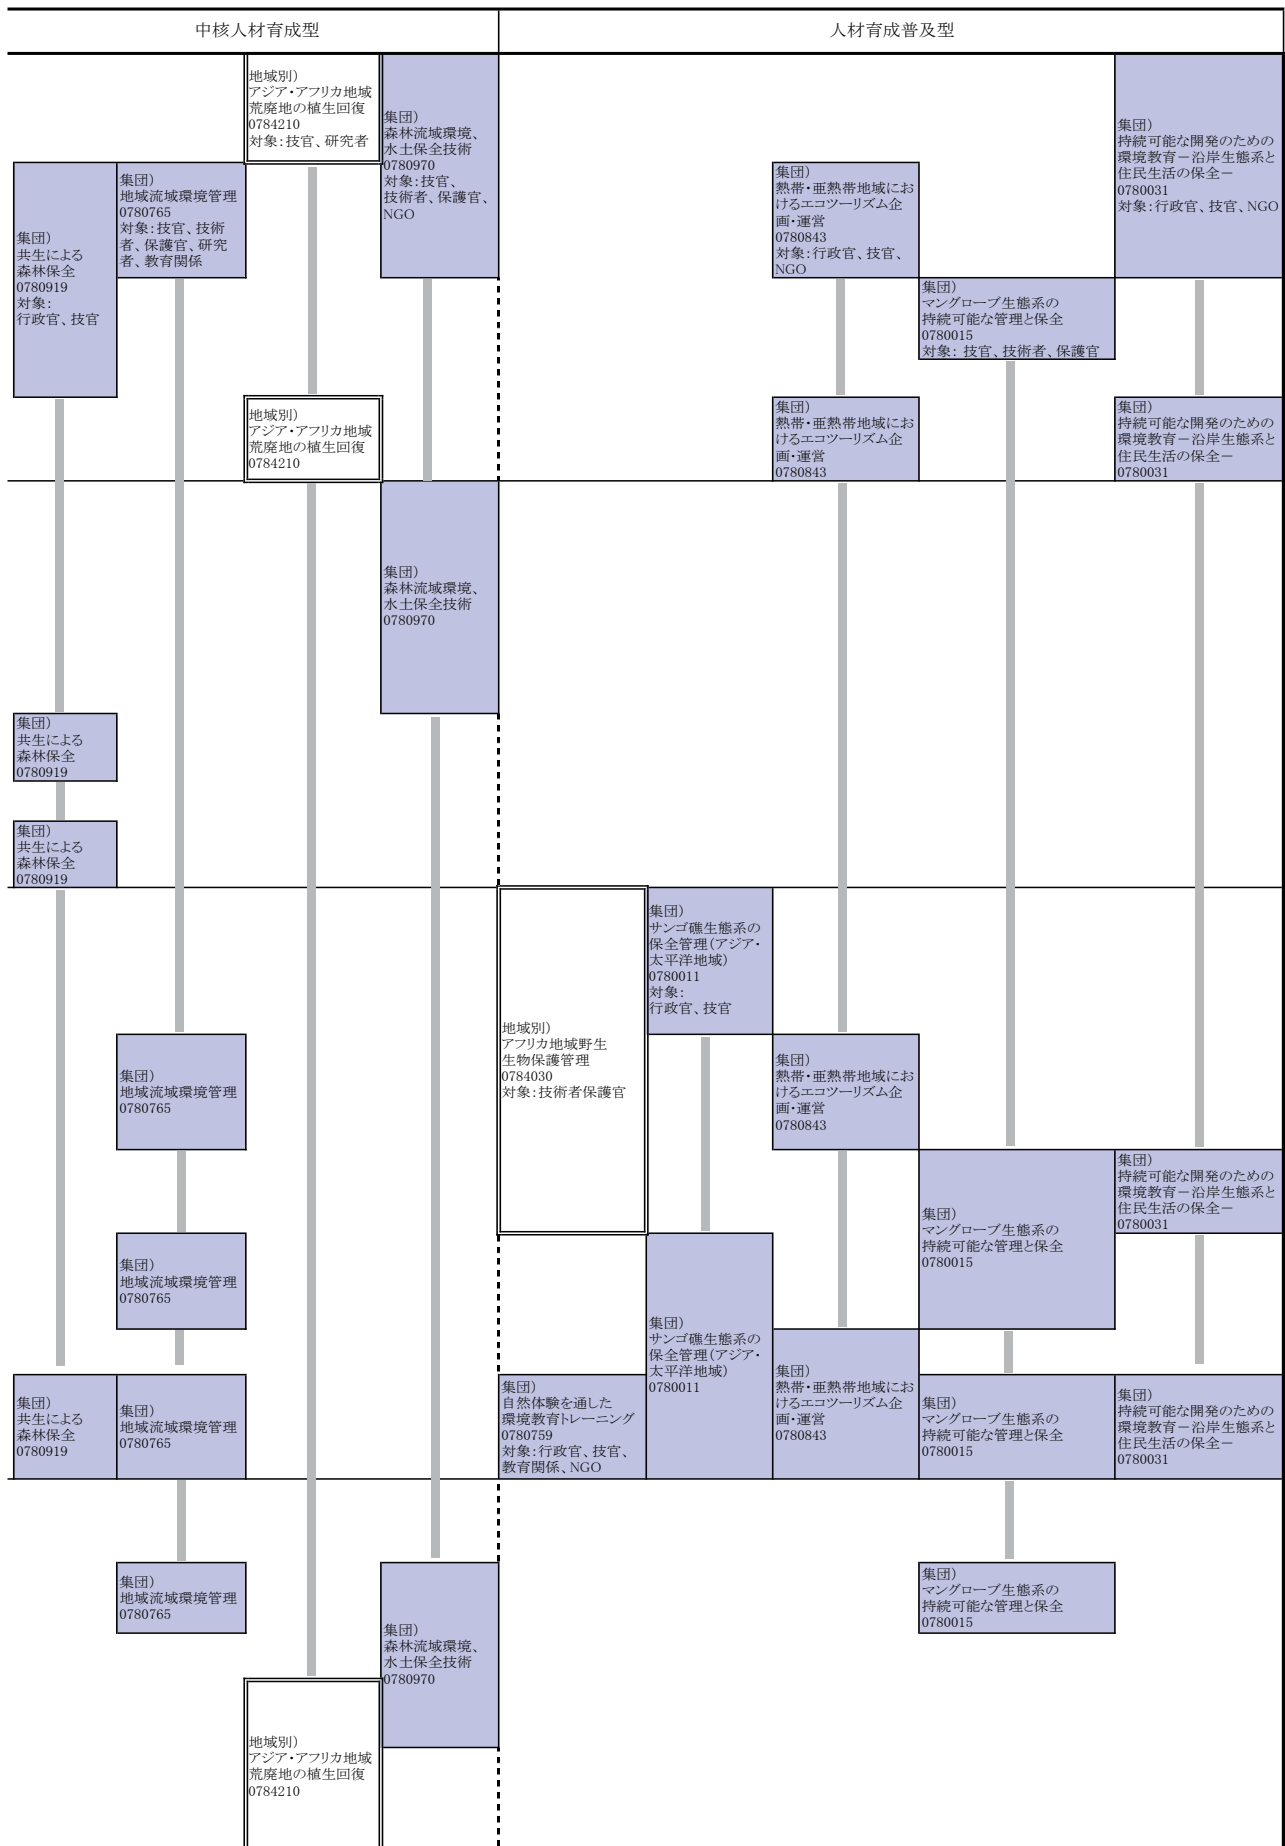 中核人材育成型
人材育成普及型
地域別）
アジア・アフリカ地域
荒廃地の植生回復
0784210
対象：技官、研究者
集団）
森林流域環境、
水土保全技術
0780970
対象：技官、
技術者、保護官、
NGO
集団）
持続可能な開発のための
環境教育－沿岸生態系と
住民生活の保全－
0780031
対象：行政官、技官、NGO
集団）
共生による
森林保全
0780919
対象：
行政官、技官
集団）
地域流域環境管理
0780765
対象：技官、技術
者、保護官、研究
者、教育関係
集団）
熱帯・亜熱帯地域にお
けるエコツーリズム企
画・運営
0780843
対象：行政官、技官、
NGO
集団）
マングローブ生態系の
持続可能な管理と保全
0780015
対象：技官、技術者、保護官
地域別）
アジア・アフリカ地域
荒廃地の植生回復
0784210
集団）
熱帯・亜熱帯地域にお
けるエコツーリズム企
画・運営
0780843
集団）
持続可能な開発のための
環境教育－沿岸生態系と
住民生活の保全－
0780031
集団）
森林流域環境、
水土保全技術
0780970
集団）
共生による
森林保全
0780919
集団）
共生による
森林保全
0780919
地域別）
アフリカ地域野生
生物保護管理
0784030
対象：技術者保護官
集団）
サンゴ礁生態系の
保全管理（アジア・
太平洋地域）
0780011
対象：
行政官、技官
集団）
地域流域環境管理
0780765
集団）
熱帯・亜熱帯地域にお
けるエコツーリズム企
画・運営
0780843
集団）
マングローブ生態系の
持続可能な管理と保全
0780015
集団）
持続可能な開発のための
環境教育－沿岸生態系と
住民生活の保全－
0780031
集団）
地域流域環境管理
0780765
集団）
サンゴ礁生態系の
保全管理（アジア・
太平洋地域）
0780011
集団）
共生による
森林保全
0780919
集団）
地域流域環境管理
0780765
集団）
自然体験を通した
環境教育トレーニング
0780759
対象：行政官、技官、
教育関係、NGO
集団）
熱帯・亜熱帯地域にお
けるエコツーリズム企
画・運営
0780843
集団）
マングローブ生態系の
持続可能な管理と保全
0780015
集団）
持続可能な開発のための
環境教育－沿岸生態系と
住民生活の保全－
0780031
集団）
地域流域環境管理
0780765
集団）
森林流域環境、
水土保全技術
0780970
集団）
マングローブ生態系の
持続可能な管理と保全
0780015
地域別）
アジア・アフリカ地域
荒廃地の植生回復
0784210